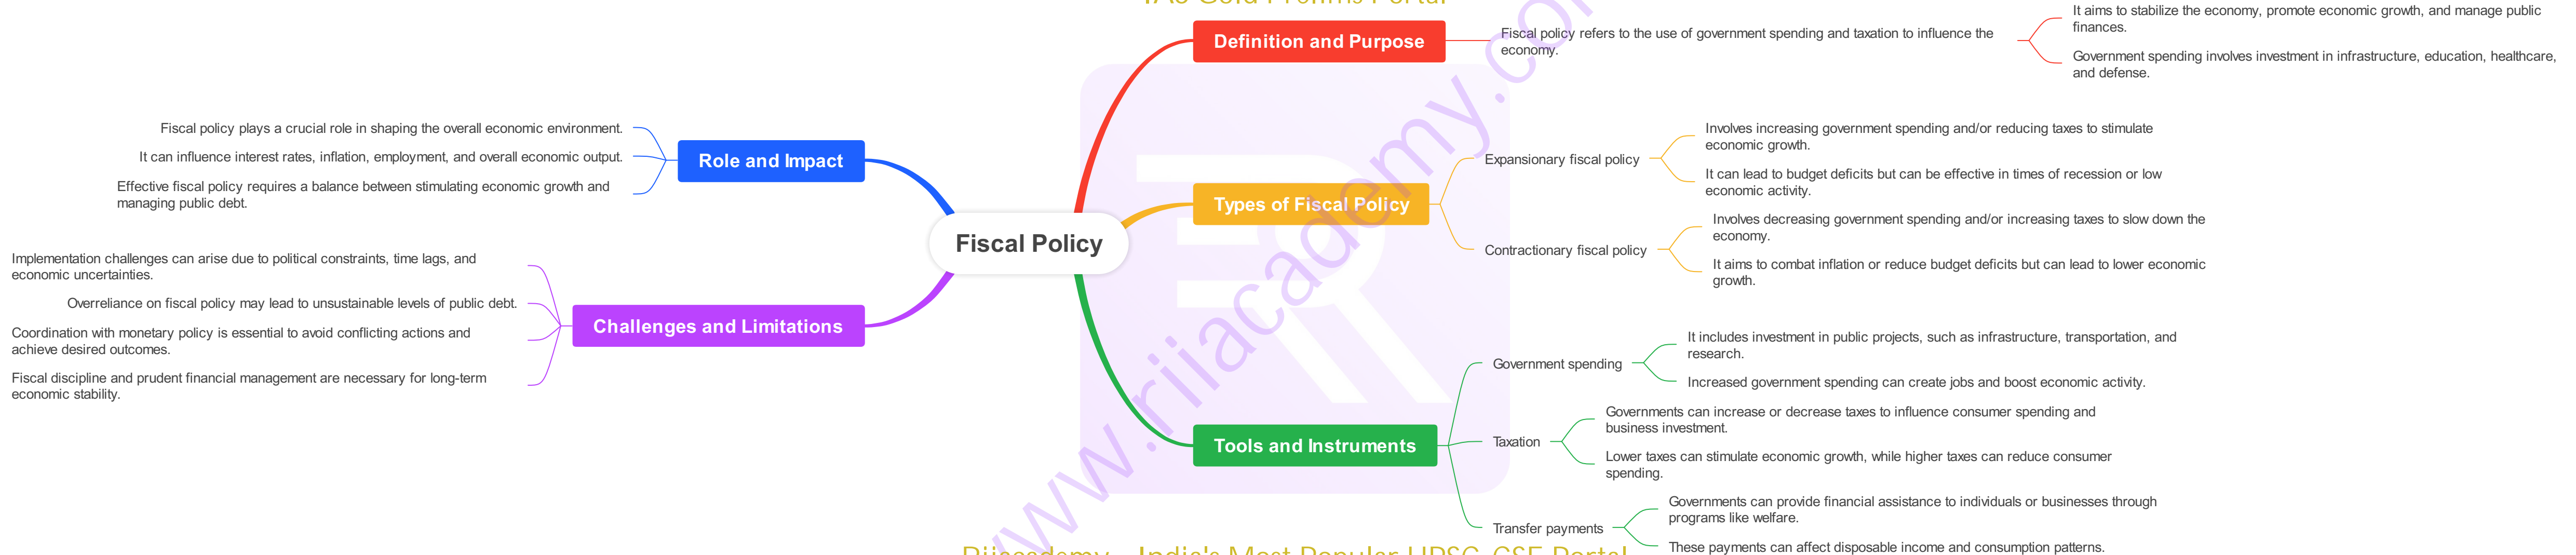 IAS Gold Prelims Portal
Definition and Purpose
Fiscal policy refers to the use of government spending and taxation to influence the
economy.
It aims to stabilize the economy, promote economic growth, and manage public
finances.
Government spending involves investment in infrastructure, education, healthcare,
and defense.
Fiscal policy plays a crucial role in shaping the overall economic environment.
It can influence interest rates, inflation, employment, and overall economic output.
Effective fiscal policy requires a balance between stimulating economic growth and
managing public debt.
Role and Impact
Types of Fiscal Policy
Expansionary fiscal policy
Involves increasing government spending and/or reducing taxes to stimulate
economic growth.
It can lead to budget deficits but can be effective in times of recession or low
economic activity.
Contractionary fiscal policy
Involves decreasing government spending and/or increasing taxes to slow down the
economy.
It aims to combat inflation or reduce budget deficits but can lead to lower economic
growth.
Fiscal Policy
Implementation challenges can arise due to political constraints, time lags, and
economic uncertainties.
Overreliance on fiscal policy may lead to unsustainable levels of public debt.
Coordination with monetary policy is essential to avoid conflicting actions and
achieve desired outcomes.
Fiscal discipline and prudent financial management are necessary for long-term
economic stability.
Challenges and Limitations
Tools and Instruments
Government spending
It includes investment in public projects, such as infrastructure, transportation, and
research.
Increased government spending can create jobs and boost economic activity.
Taxation
Governments can increase or decrease taxes to influence consumer spending and
business investment.
Lower taxes can stimulate economic growth, while higher taxes can reduce consumer
spending.
Transfer payments
Governments can provide financial assistance to individuals or businesses through
programs like welfare.
These payments can affect disposable income and consumption patterns.
www.riiacademy.com
India's Most Popular UPSC-CSE Portal